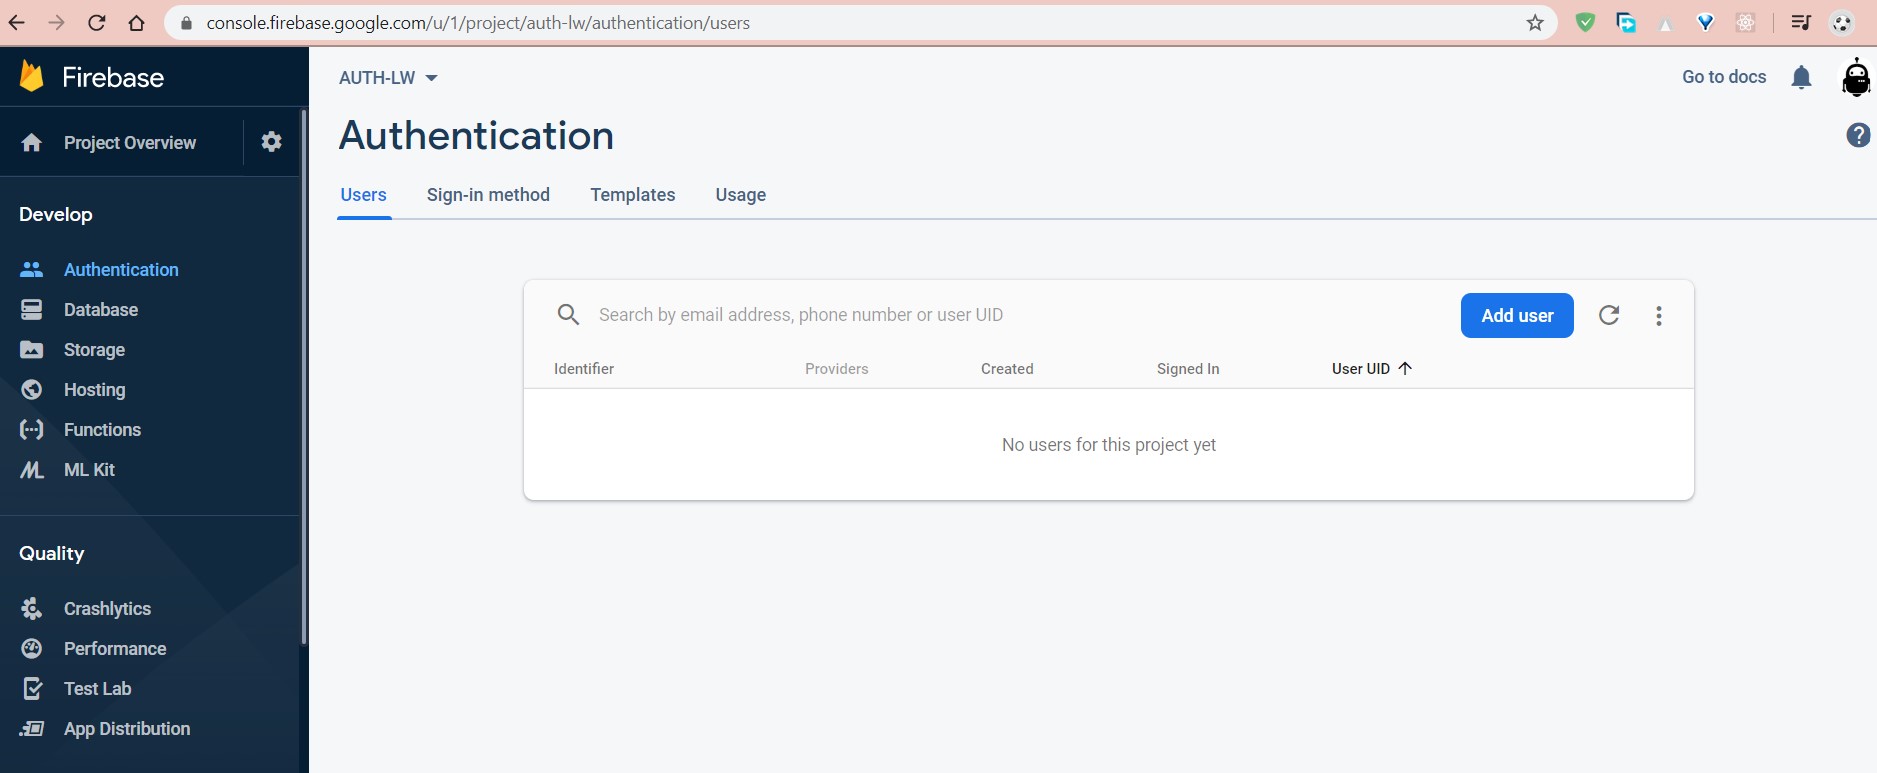 console.firebase.google.com/u/1/project/auth-lw/authentication/users
Firebase
Project Overview
Develop
Authentication
Database
Storage
Hosting
Functions
ML Kit
Quality
Crashlytics
Performance
Test Lab
App Distribution
AUTH-LW
Go to docs
Authentication
Users Sign-in method Templates Usage
Search by email address, phone number or user UID
Add user
Identifier Providers Created Signed In User UID
No users for this project yet